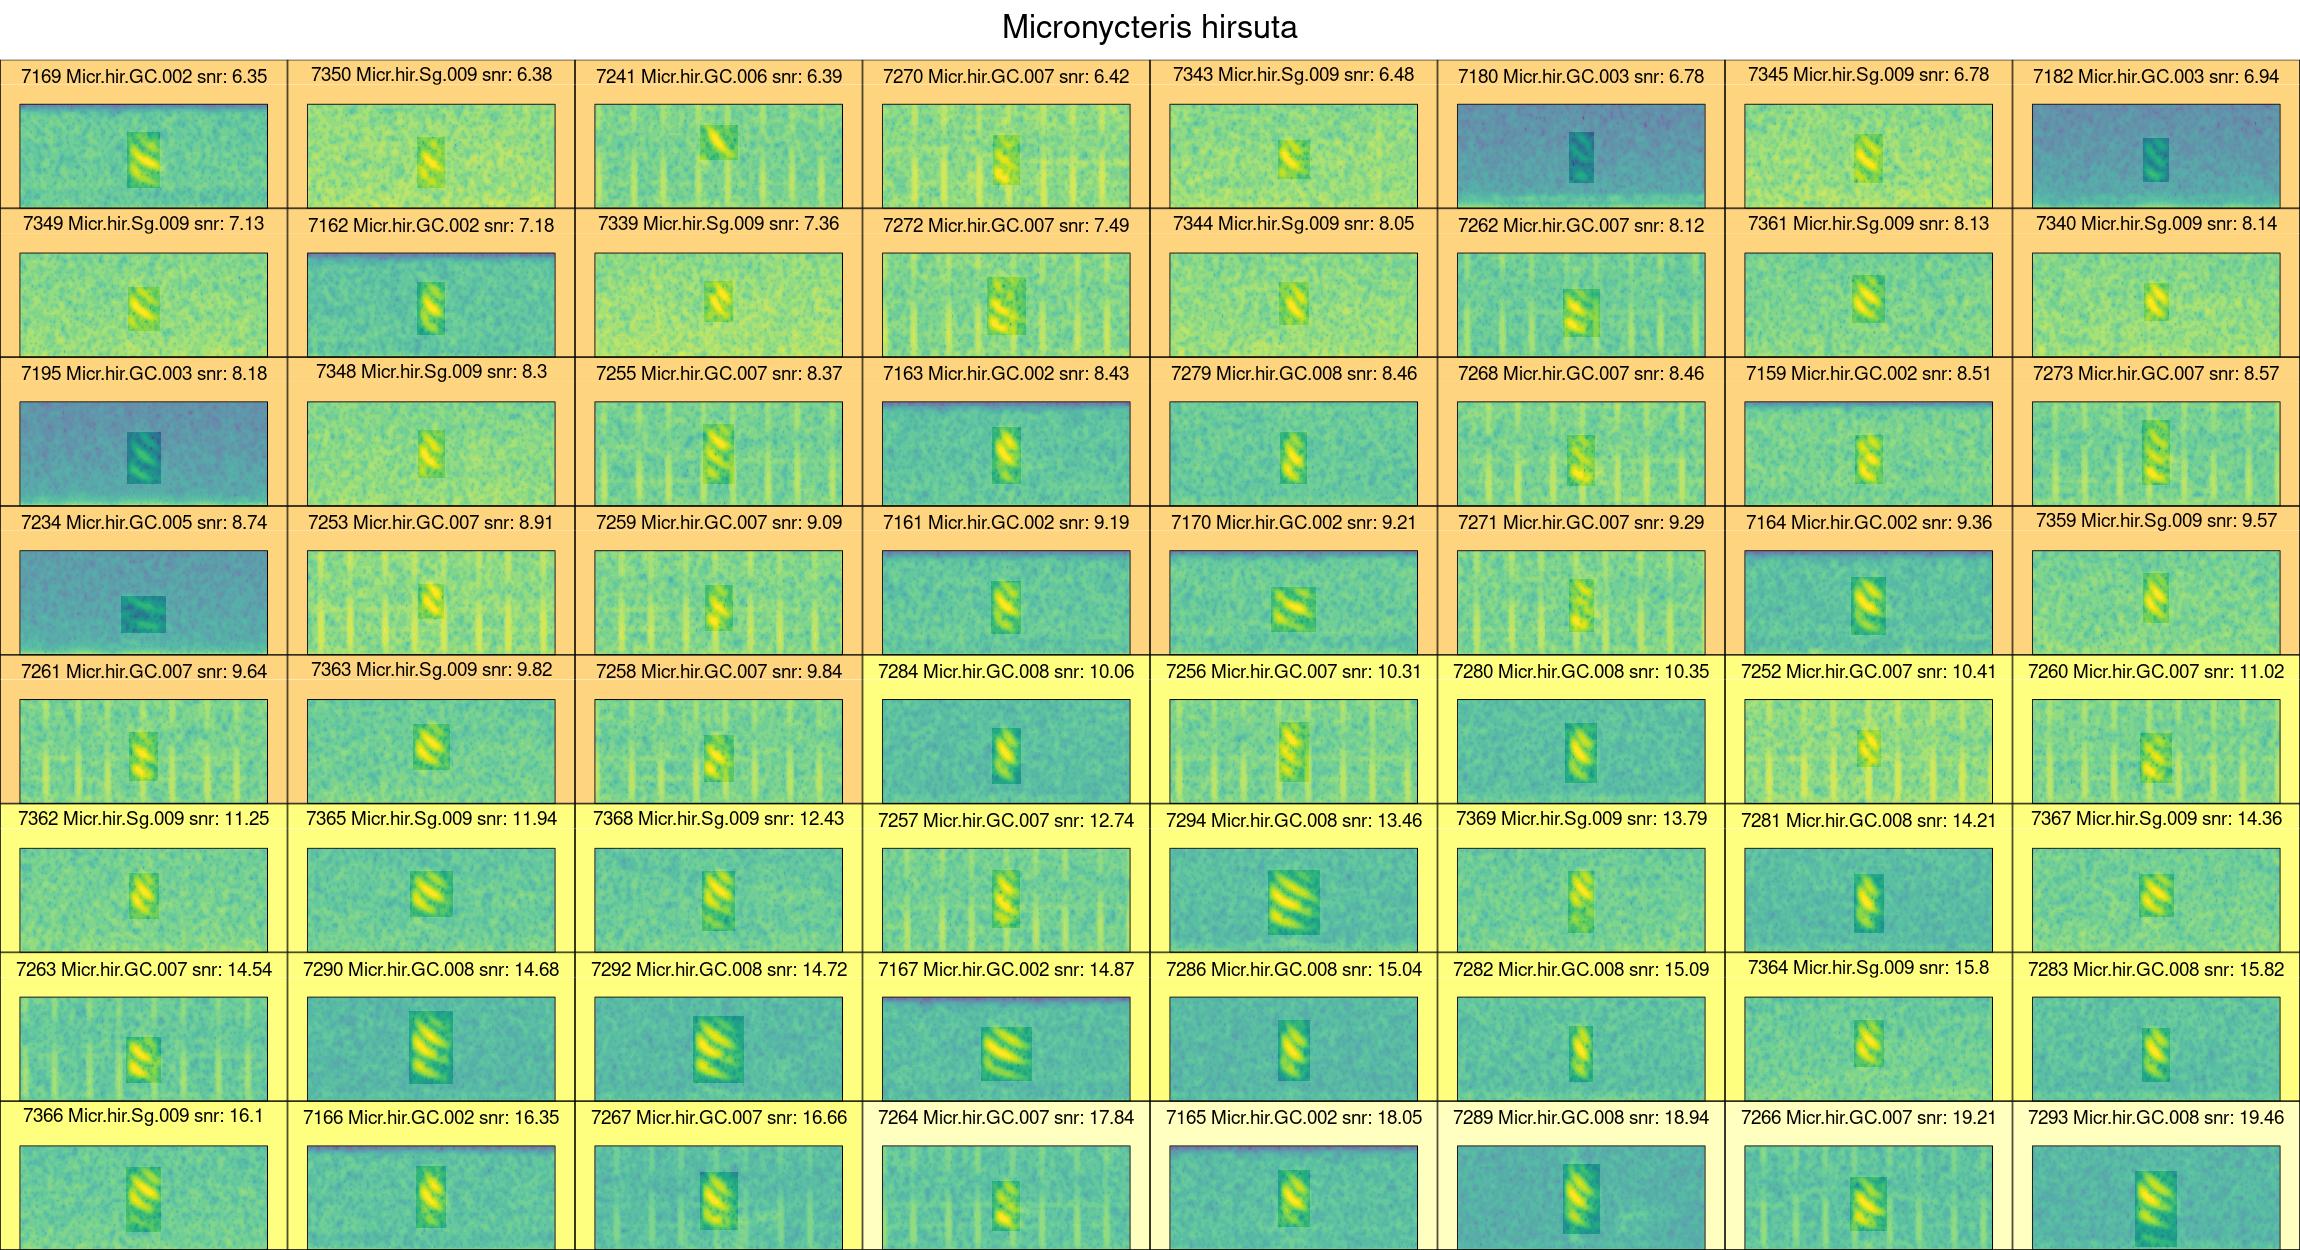 Micronycteris hirsuta
7169 Micr.hir.GC.002 snr: 6.35 7350 Micr.hir.Sg.009 snr: 6.38 7241 Micr.hir.GC.006 snr: 6.39 7270 Micr.hir.GC.007 snr: 6.42 7343 Micr.hir.Sg.009 snr: 6.48 7180 Micr.hir.GC.003 snr: 6.78 7345 Micr.hir.Sg.009 snr: 6.78 7182 Micr.hir.GC.003 snr: 6.94
7349 Micr.hir.Sg.009 snr: 7.13 7162 Micr.hir.GC.002 snr: 7.18 7339 Micr.hir.Sg.009 snr: 7.36 7272 Micr.hir.GC.007 snr: 7.49 7344 Micr.hir.Sg.009 snr: 8.05 7262 Micr.hir.GC.007 snr: 8.12 7361 Micr.hir.Sg.009 snr: 8.13 7340 Micr.hir.Sg.009 snr: 8.14
7195 Micr.hir.GC.003 snr: 8.18 7348 Micr.hir.Sg.009 snr: 8.3 7255 Micr.hir.GC.007 snr: 8.37 7163 Micr.hir.GC.002 snr: 8.43 7279 Micr.hir.GC.008 snr: 8.46 7268 Micr.hir.GC.007 snr: 8.46 7159 Micr.hir.GC.002 snr: 8.51 7273 Micr.hir.GC.007 snr: 8.57
7234 Micr.hir.GC.005 snr: 8.74 7253 Micr.hir.GC.007 snr: 8.91 7259 Micr.hir.GC.007 snr: 9.09 7161 Micr.hir.GC.002 snr: 9.19 7170 Micr.hir.GC.002 snr: 9.21 7271 Micr.hir.GC.007 snr: 9.29 7164 Micr.hir.GC.002 snr: 9.36 7359 Micr.hir.Sg.009 snr: 9.57
7261 Micr.hir.GC.007 snr: 9.64 7363 Micr.hir.Sg.009 snr: 9.82 7258 Micr.hir.GC.007 snr: 9.84 7284 Micr.hir.GC.008 snr: 10.06 7256 Micr.hir.GC.007 snr: 10.31 7280 Micr.hir.GC.008 snr: 10.35 7252 Micr.hir.GC.007 snr: 10.41 7260 Micr.hir.GC.007 snr: 11.02
7362 Micr.hir.Sg.009 snr: 11.25 7365 Micr.hir.Sg.009 snr: 11.94 7368 Micr.hir.Sg.009 snr: 12.43 7257 Micr.hir.GC.007 snr: 12.74 7294 Micr.hir.GC.008 snr: 13.46 7369 Micr.hir.Sg.009 snr: 13.79 7281 Micr.hir.GC.008 snr: 14.21 7367 Micr.hir.Sg.009 snr: 14.36
7263 Micr.hir.GC.007 snr: 14.54 7290 Micr.hir.GC.008 snr: 14.68 7292 Micr.hir.GC.008 snr: 14.72 7167 Micr.hir.GC.002 snr: 14.87 7286 Micr.hir.GC.008 snr: 15.04 7282 Micr.hir.GC.008 snr: 15.09 7364 Micr.hir.Sg.009 snr: 15.8 7283 Micr.hir.GC.008 snr: 15.82
7366 Micr.hir.Sg.009 snr: 16.1 7166 Micr.hir.GC.002 snr: 16.35 7267 Micr.hir.GC.007 snr: 16.66 7264 Micr.hir.GC.007 snr: 17.84 7165 Micr.hir.GC.002 snr: 18.05 7289 Micr.hir.GC.008 snr: 18.94 7266 Micr.hir.GC.007 snr: 19.21 7293 Micr.hir.GC.008 snr: 19.46